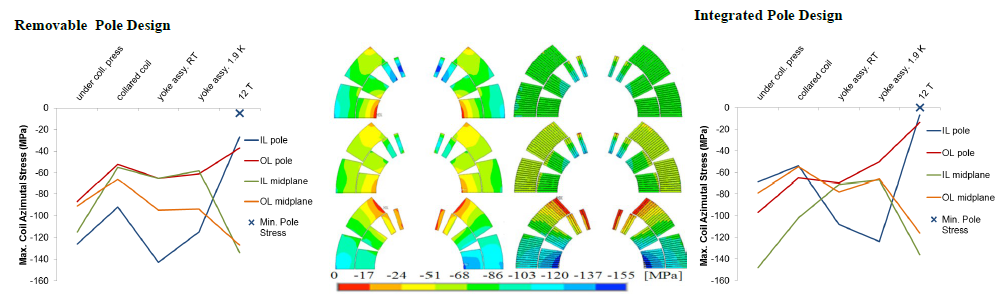 Removable  Pole Design
Integrated Pole Design
under coll. press
collared coil
yoke assy. RT
yoke assy. 1.9 K
12 T
0
-20
-40
-60
-80
-100
-120
-140
-160
Max. Coil Azimutal Stress (MPa)
IL pole
OL pole
IL midplane
OL midplane
Min. Pole
Stress
0 -17 -24 -51 -68 -86 -103 -120 -137 -155 [MPa]
under coll. press
collared coil
yoke assy. RT
yoke assy. 1.9 K
12 T
0
-20
-40
-60
-80
-100
-120
-140
-160
Max. Coil Azimutal Stress (MPa)
IL pole
OL pole
IL midplane
OL midplane
Min. Pole
Stress